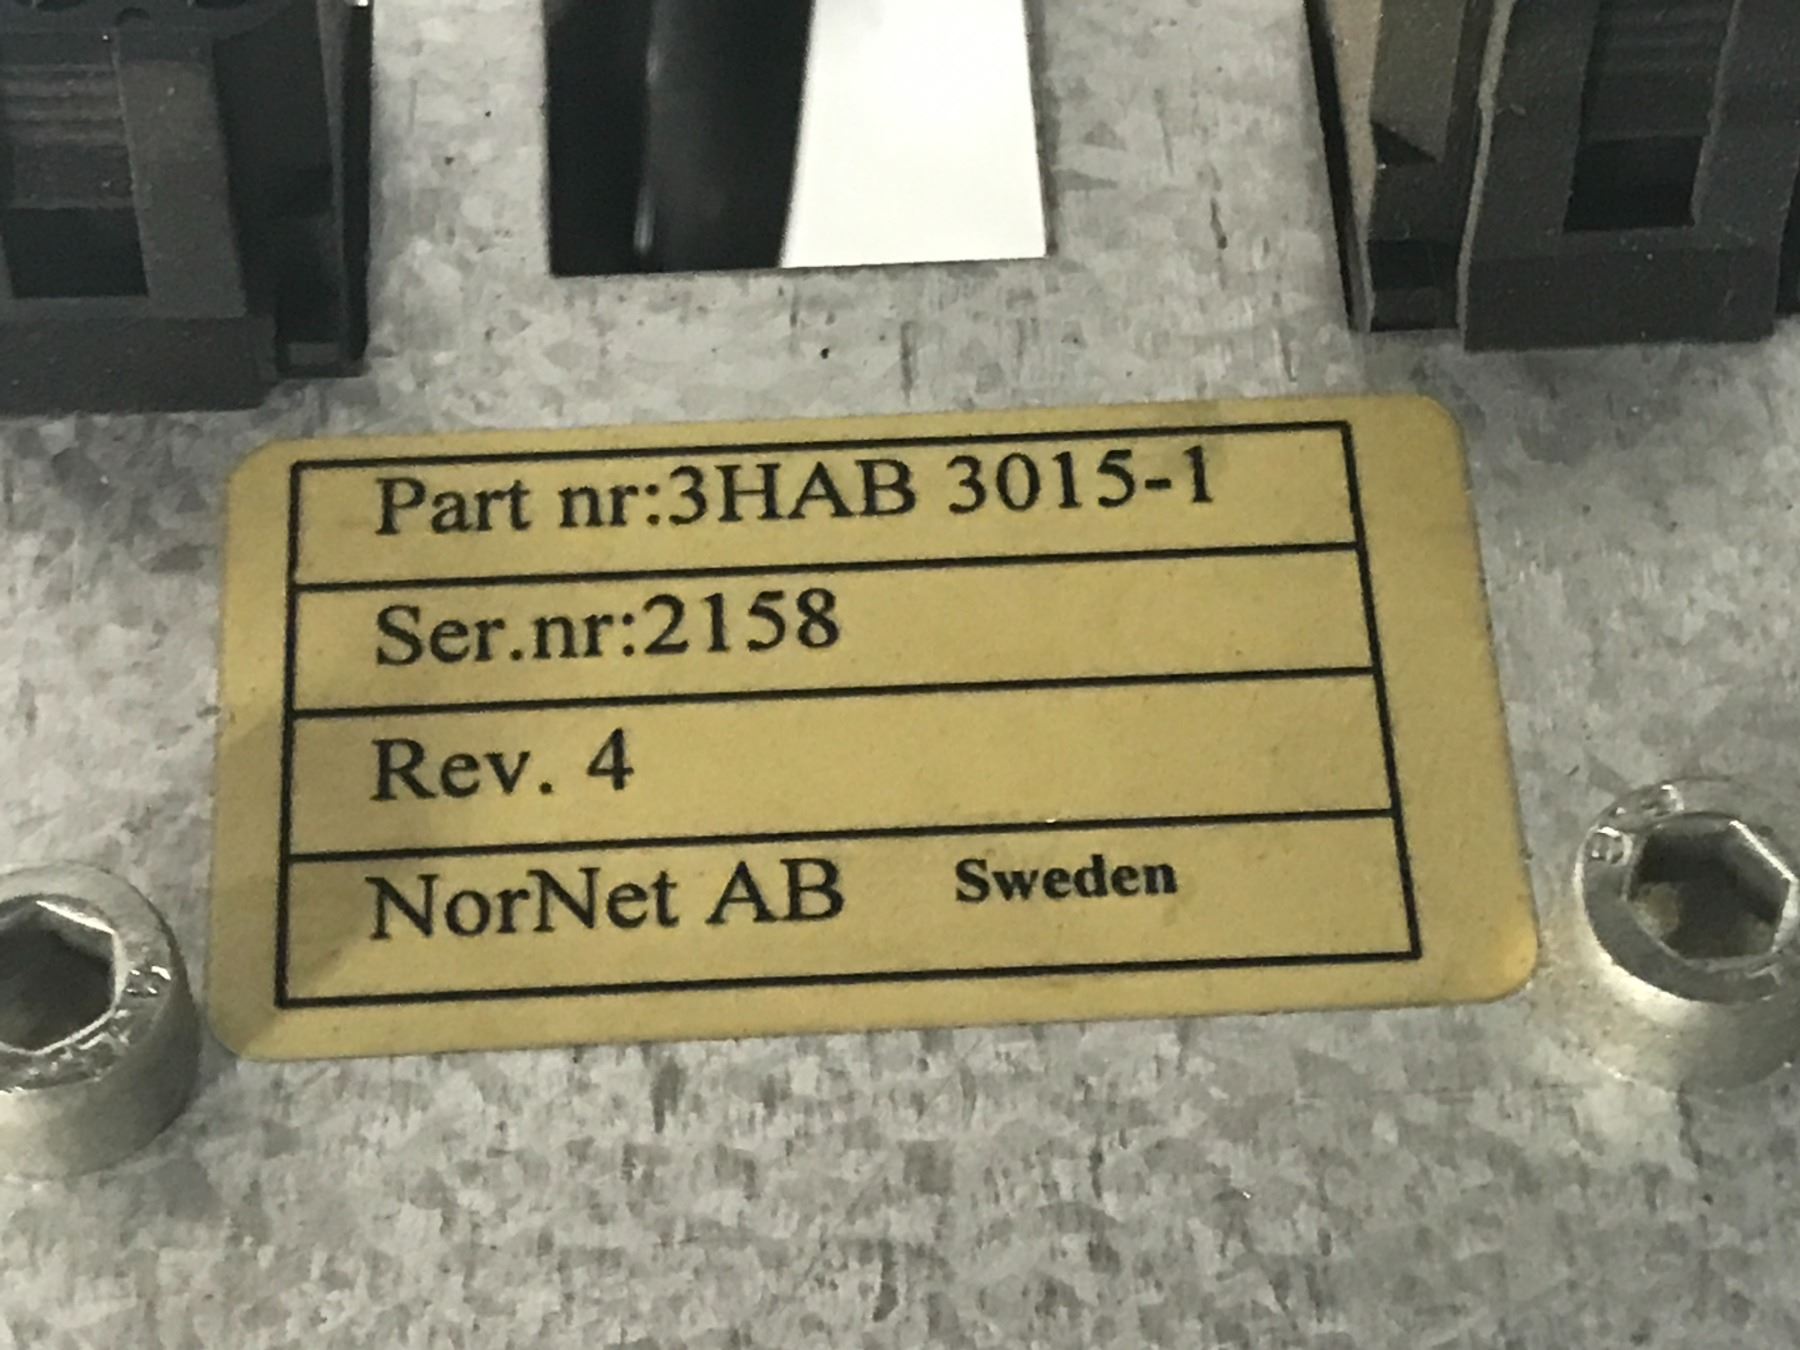 Part nr:3HAB 3015-1
Ser.nr:2158
Rev. 4
NorNet AB Sweden